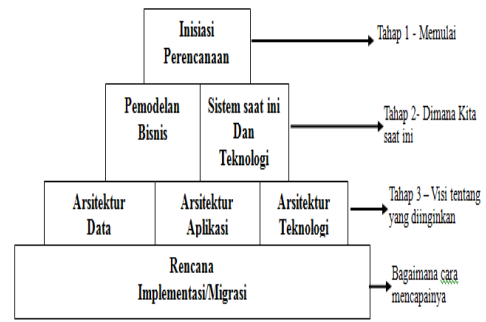 Inisiasi
Perencanaan
Tahap 1 - Memulai
Pemodelan
Bisnis
Sistem saat ini
Dan
Teknologi
Tahap 2- Dimana Kita
saat ini
Arsitektur
Data
Arsitektur
Aplikasi
Arsitektur
Teknologi
Tahap 3 – Visi tentang
yang diinginkan
Rencana
Implementasi/Migrasi
Bagaimana cara
mencapainya